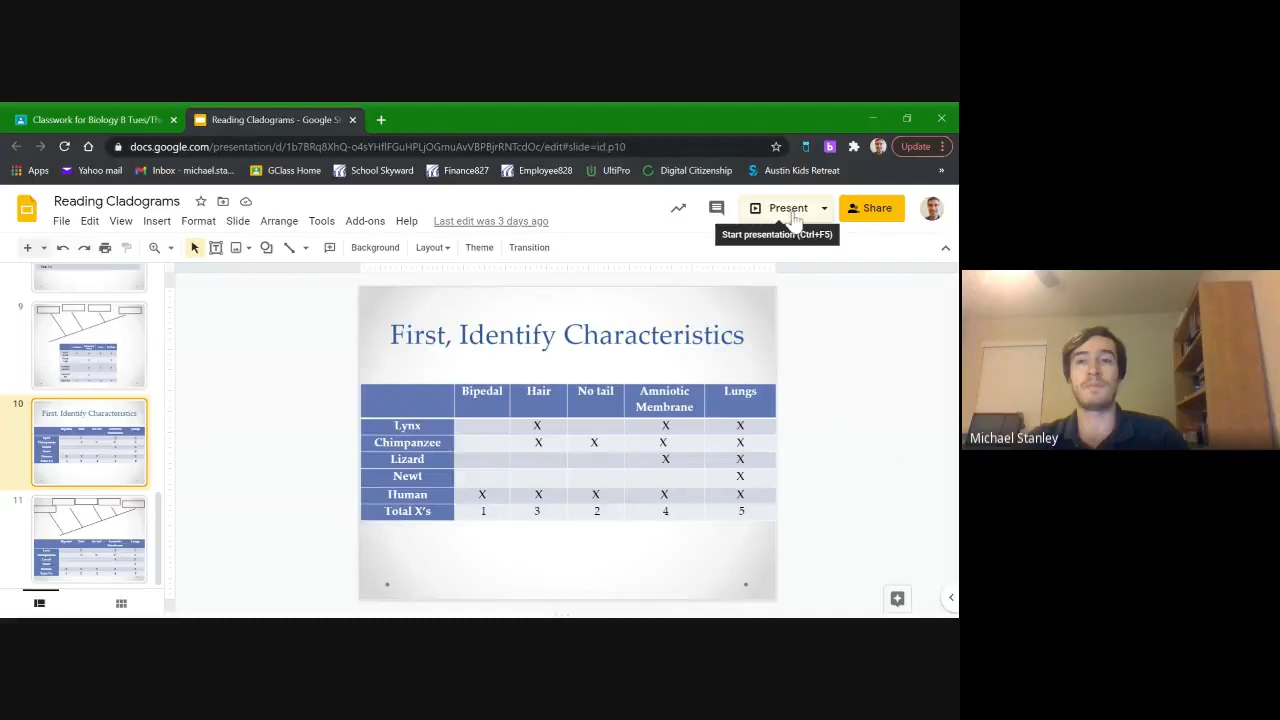 Classwork for Biology B Tues/Th
Reading Cladograms - Google S
docs.google.com/presentation/d/1b7BRq8XhQ-o4sYHflFGuHPLjOGmuAvVBPBjrRNTcdOc/edit#slide=id.p10
Update
Apps Yahoo mail Inbox - michael.sta... GClass Home School Skyward Finance827 Employee828 UltiPro Digital Citizenship Austin Kids Retreat »
Reading Cladograms
File Edit View Insert Format Slide Arrange Tools Add-ons Help Last edit was 3 days ago
Present
Share
Start presentation (Ctrl+F5)
Background Layout Theme Transition
9
10
First, Identify Characteristics
11
First, Identify Characteristics
Bipedal Hair No tail Amniotic Membrane Lungs
Lynx X X X
Chimpanzee X X X X
Lizard X X
Newt X
Human X X X X X
Total X's 1 3 2 4 5
Michael Stanley